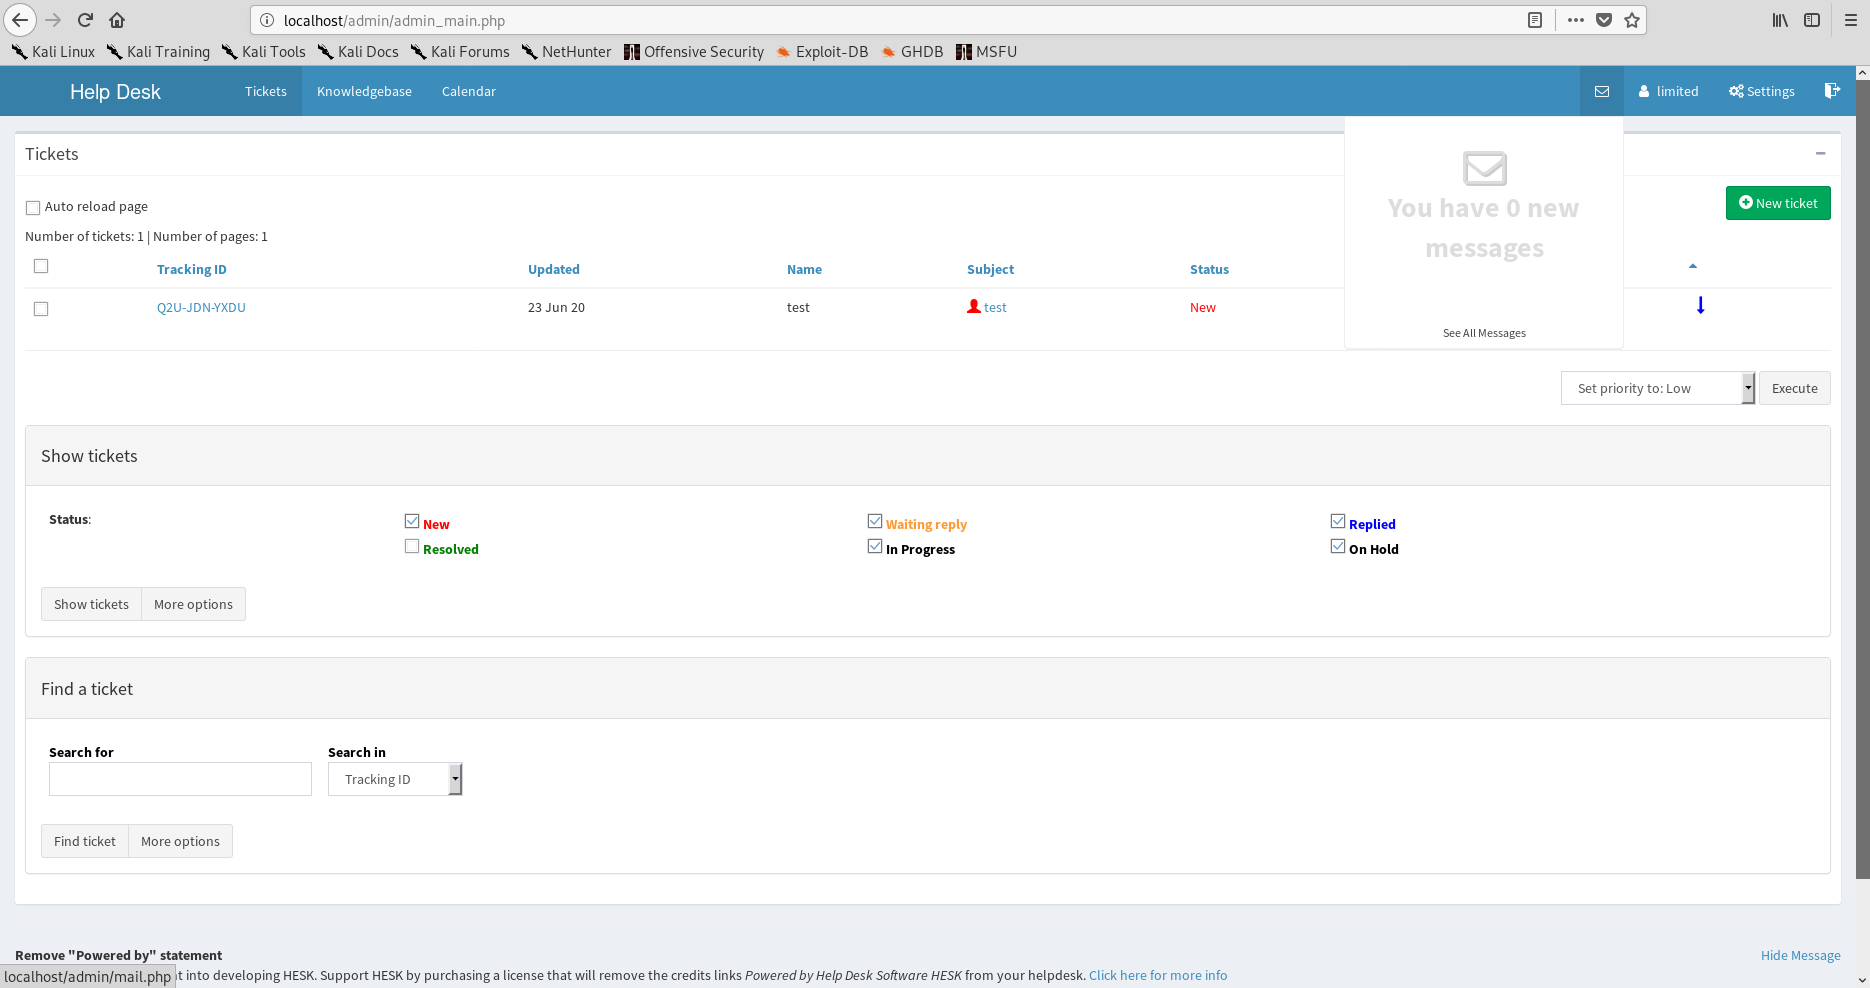 localhost/admin/admin_main.php
Kali Linux Kali Training Kali Tools Kali Docs Kali Forums NetHunter Offensive Security Exploit-DB GHDB MSFU
Help Desk Tickets Knowledgebase Calendar limited Settings
Tickets
You have 0 new
messages
See All Messages
Auto reload page
New ticket
Number of tickets: 1 | Number of pages: 1
Tracking ID Updated Name Subject Status
Q2U-JDN-YXDU 23 Jun 20 test test New
Set priority to: Low Execute
Show tickets
Status: New Waiting reply Replied
Resolved In Progress On Hold
Show tickets More options
Find a ticket
Search for Search in
Tracking ID
Find ticket More options
Remove "Powered by" statement Hide Message
t into developing HESK. Support HESK by purchasing a license that will remove the credits links Powered by Help Desk Software HESK from your helpdesk. Click here for more info
localhost/admin/mail.php